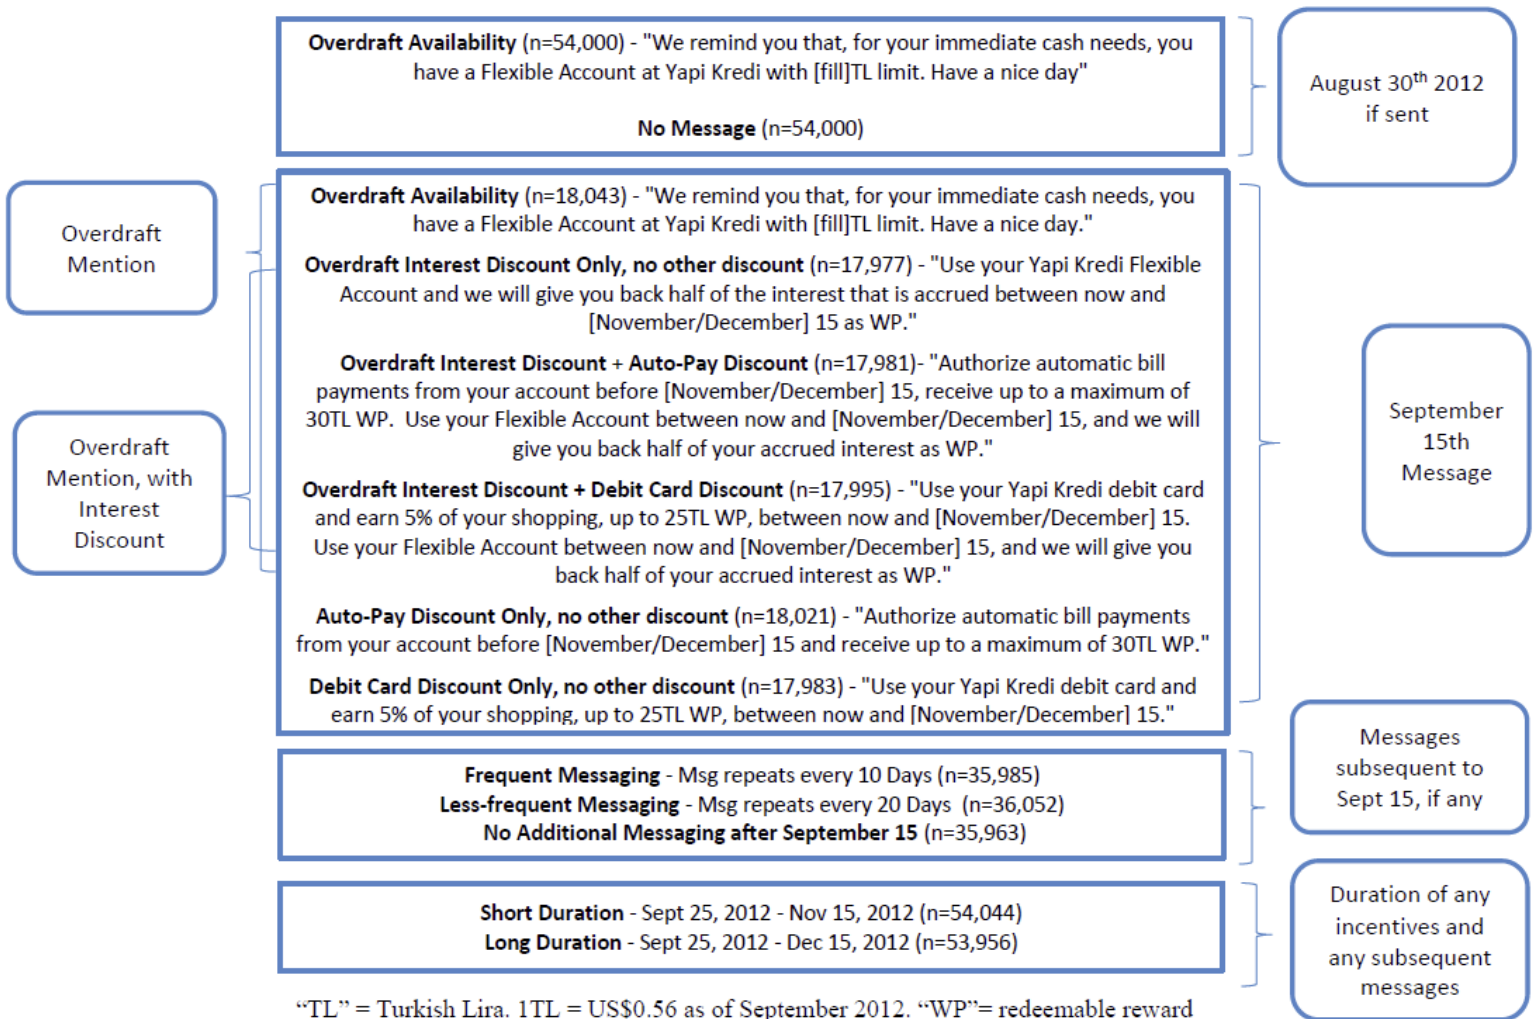 Overdraft Availability (n=54,000) - "We remind you that, for your immediate cash needs, you
have a Flexible Account at Yapi Kredi with [fill]TL limit. Have a nice day"
No Message (n=54,000)
August 30th 2012
if sent
Overdraft
Mention
Overdraft Availability (n=18,043) - "We remind you that, for your immediate cash needs, you
have a Flexible Account at Yapi Kredi with [fill]TL limit. Have a nice day."
Overdraft Interest Discount Only, no other discount (n=17,977) - "Use your Yapi Kredi Flexible
Account and we will give you back half of the interest that is accrued between now and
[November/December] 15 as WP."
Overdraft Interest Discount + Auto-Pay Discount (n=17,981)- "Authorize automatic bill
payments from your account before [November/December] 15, receive up to a maximum of
30TL WP.  Use your Flexible Account between now and [November/December] 15, and we will
give you back half of your accrued interest as WP."
Overdraft Interest Discount + Debit Card Discount (n=17,995) - "Use your Yapi Kredi debit card
and earn 5% of your shopping, up to 25TL WP, between now and [November/December] 15.
Use your Flexible Account between now and [November/December] 15, and we will give you
back half of your accrued interest as WP."
Auto-Pay Discount Only, no other discount (n=18,021) - "Authorize automatic bill payments
from your account before [November/December] 15 and receive up to a maximum of 30TL WP."
Debit Card Discount Only, no other discount (n=17,983) - "Use your Yapi Kredi debit card and
earn 5% of your shopping, up to 25TL WP, between now and [November/December] 15."
Overdraft
Mention, with
Interest
Discount
September
15th
Message
Frequent Messaging - Msg repeats every 10 Days (n=35,985)
Less-frequent Messaging - Msg repeats every 20 Days  (n=36,052)
No Additional Messaging after September 15 (n=35,963)
Messages
subsequent to
Sept 15, if any
Short Duration - Sept 25, 2012 - Nov 15, 2012 (n=54,044)
Long Duration - Sept 25, 2012 - Dec 15, 2012 (n=53,956)
Duration of any
incentives and
any subsequent
messages
“TL” = Turkish Lira. 1TL = US$0.56 as of September 2012. “WP”= redeemable reward